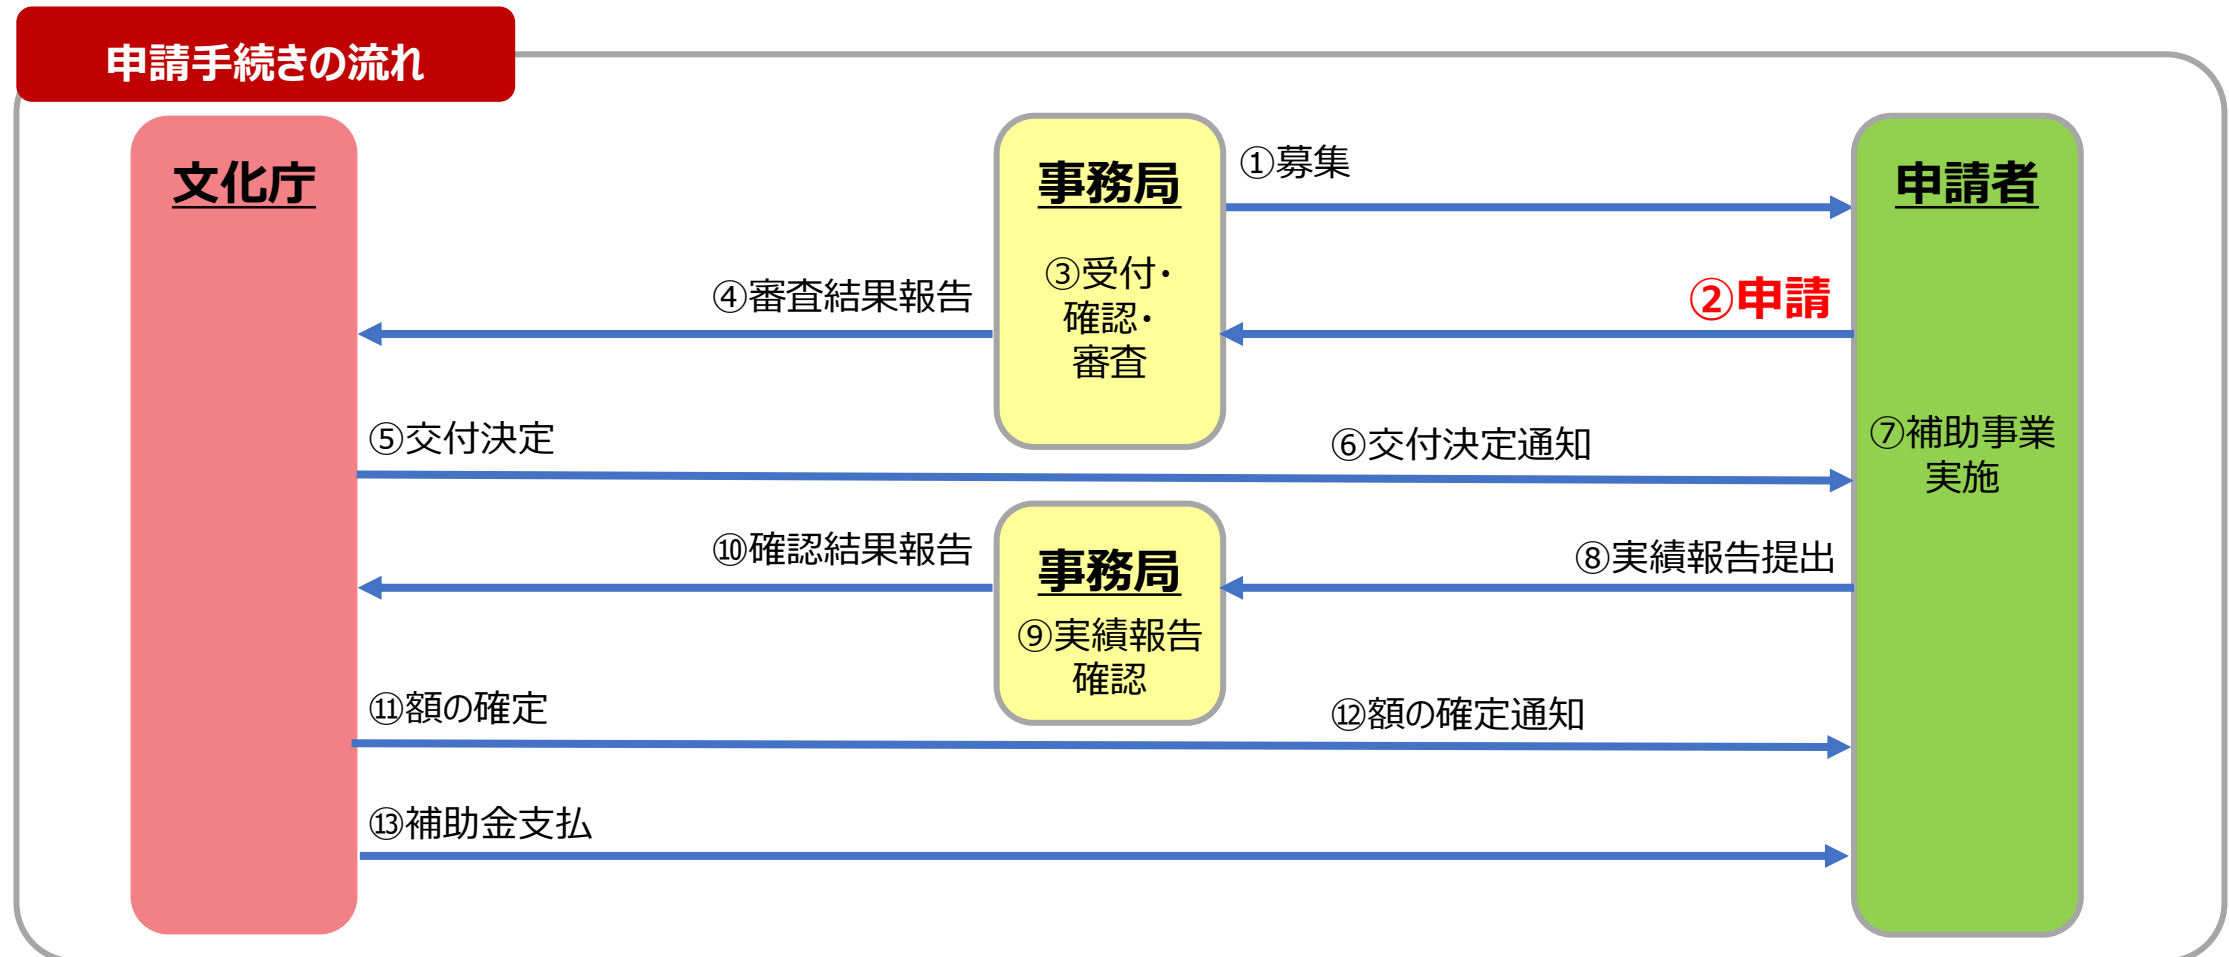 申請手続きの流れ
文化庁
事務局
申請者
①募集
②申請
③受付・
確認・
審査
④審査結果報告
⑤交付決定
⑥交付決定通知
⑦補助事業
実施
⑧実績報告提出
事務局
⑨実績報告
確認
⑩確認結果報告
⑪額の確定
⑫額の確定通知
⑬補助金支払